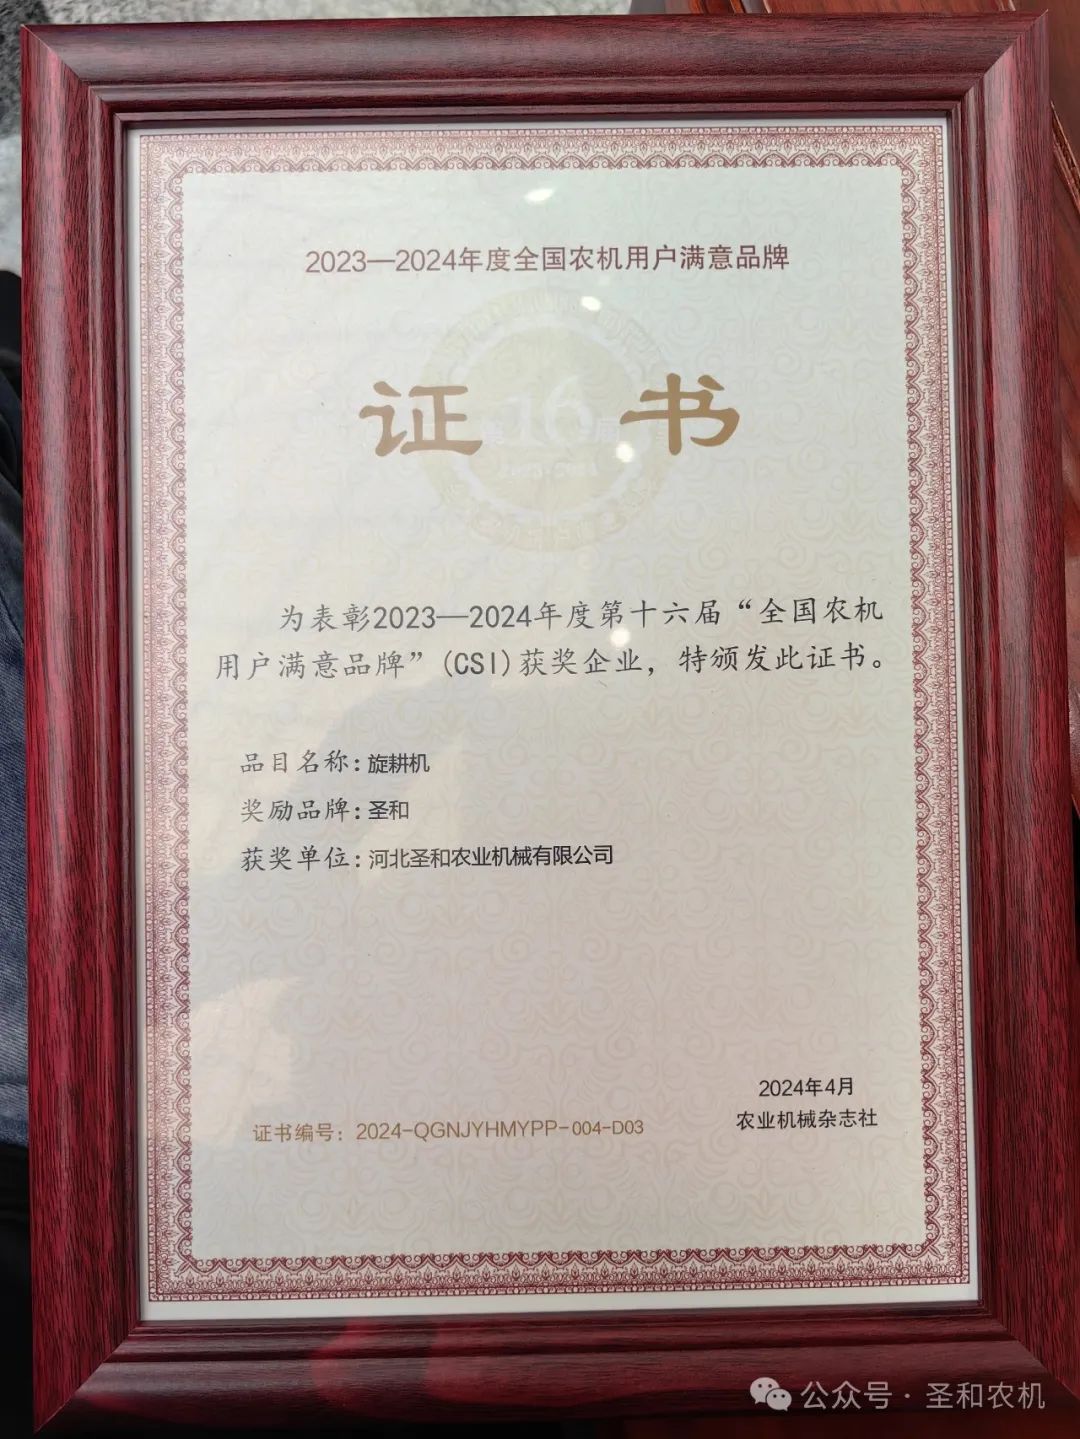 2023—2024年度全国农机用户满意品牌
证书
第16届
为表彰2023—2024年度第十六届“全国农机
用户满意品牌”(CSI)获奖企业，特颁发此证书。
品目名称：旋耕机
奖励品牌：圣和
获奖单位：河北圣和农业机械有限公司
2024年4月
农业机械杂志社
证书编号：2024-QGNJYHMYPP-004-D03
公众号·圣和农机